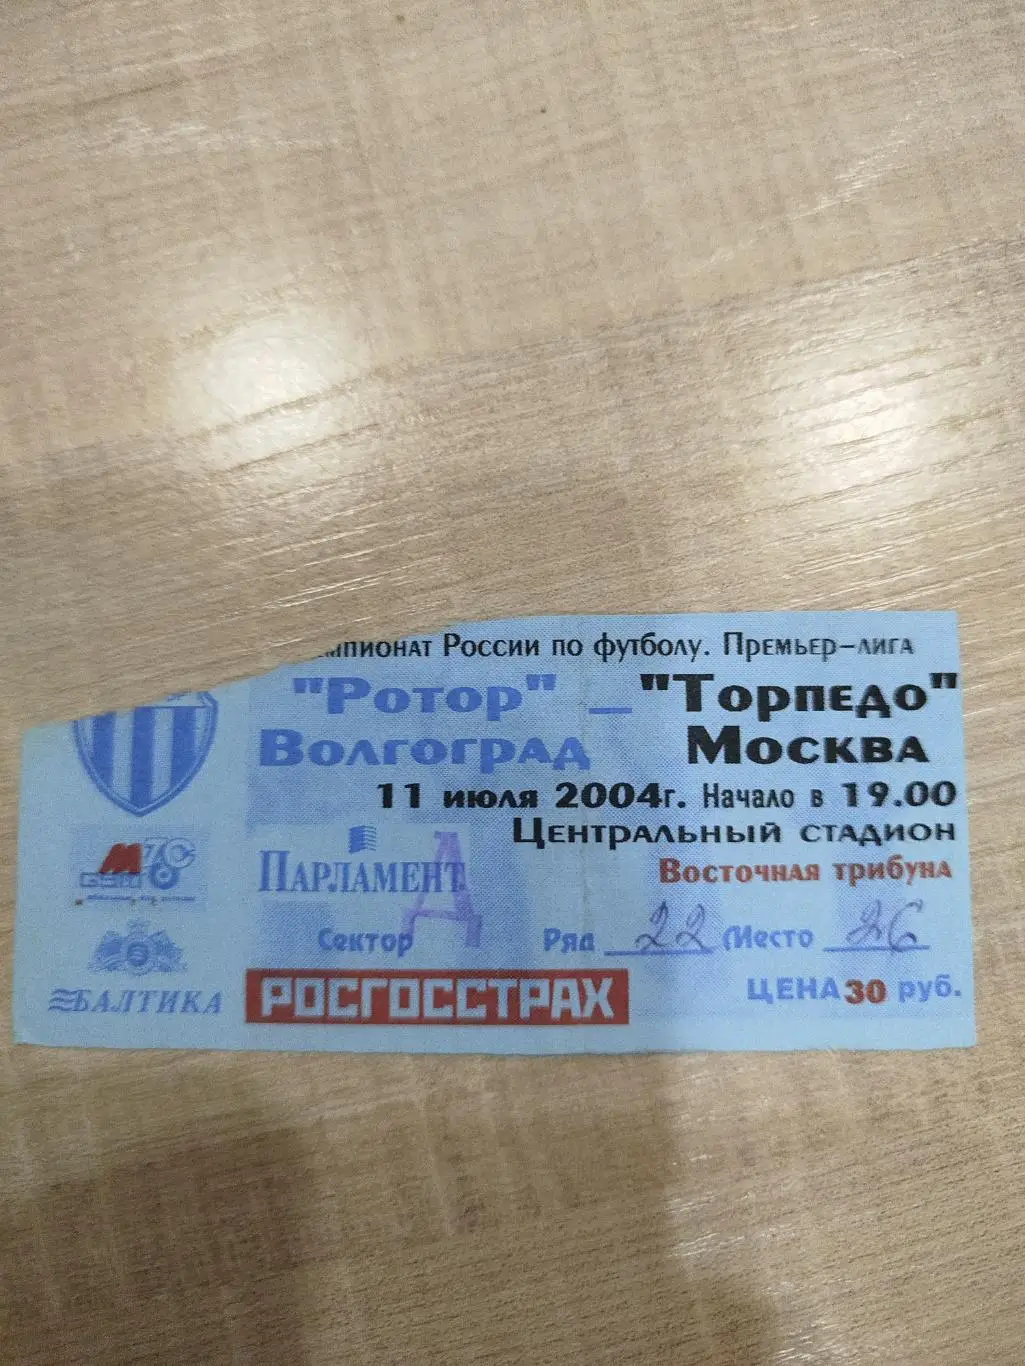 мпионат России по футболу. Премьер-лига
"Ротор" – "Торпедо"
Волгоград Москва
11 июля 2004г. Начало в 19.00
Центральный стадион
Восточная трибуна
Парламент
Сектор Д Ряд 22 Место 26
БАЛТИКА
РОСГОССТРАХ
ЦЕНА 30 руб.